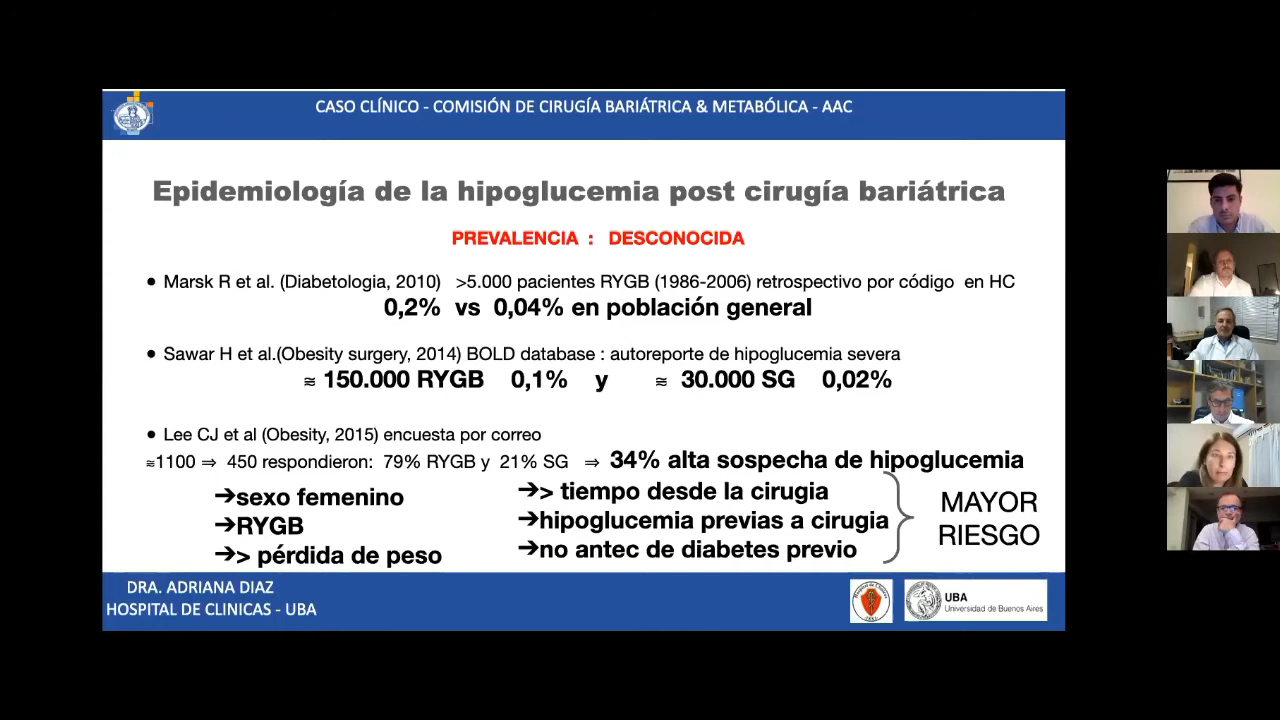 CASO CLÍNICO - COMISIÓN DE CIRUGÍA BARIÁTRICA & METABÓLICA - AAC
Epidemiología de la hipoglucemia post cirugía bariátrica
PREVALENCIA : DESCONOCIDA
• Marsk R et al. (Diabetologia, 2010) >5.000 pacientes RYGB (1986-2006) retrospectivo por código en HC
0,2% vs 0,04% en población general
• Sawar H et al.(Obesity surgery, 2014) BOLD database : autoreporte de hipoglucemia severa
≋ 150.000 RYGB 0,1% y ≋ 30.000 SG 0,02%
• Lee CJ et al (Obesity, 2015) encuesta por correo
≋1100 ⇒ 450 respondieron: 79% RYGB y 21% SG ⇒ 34% alta sospecha de hipoglucemia
➔sexo femenino
➔RYGB
➔> pérdida de peso
➔> tiempo desde la cirugia
➔hipoglucemia previas a cirugia
➔no antec de diabetes previo
MAYOR
RIESGO
DRA. ADRIANA DIAZ
HOSPITAL DE CLINICAS - UBA
UBA
Universidad de Buenos Aires